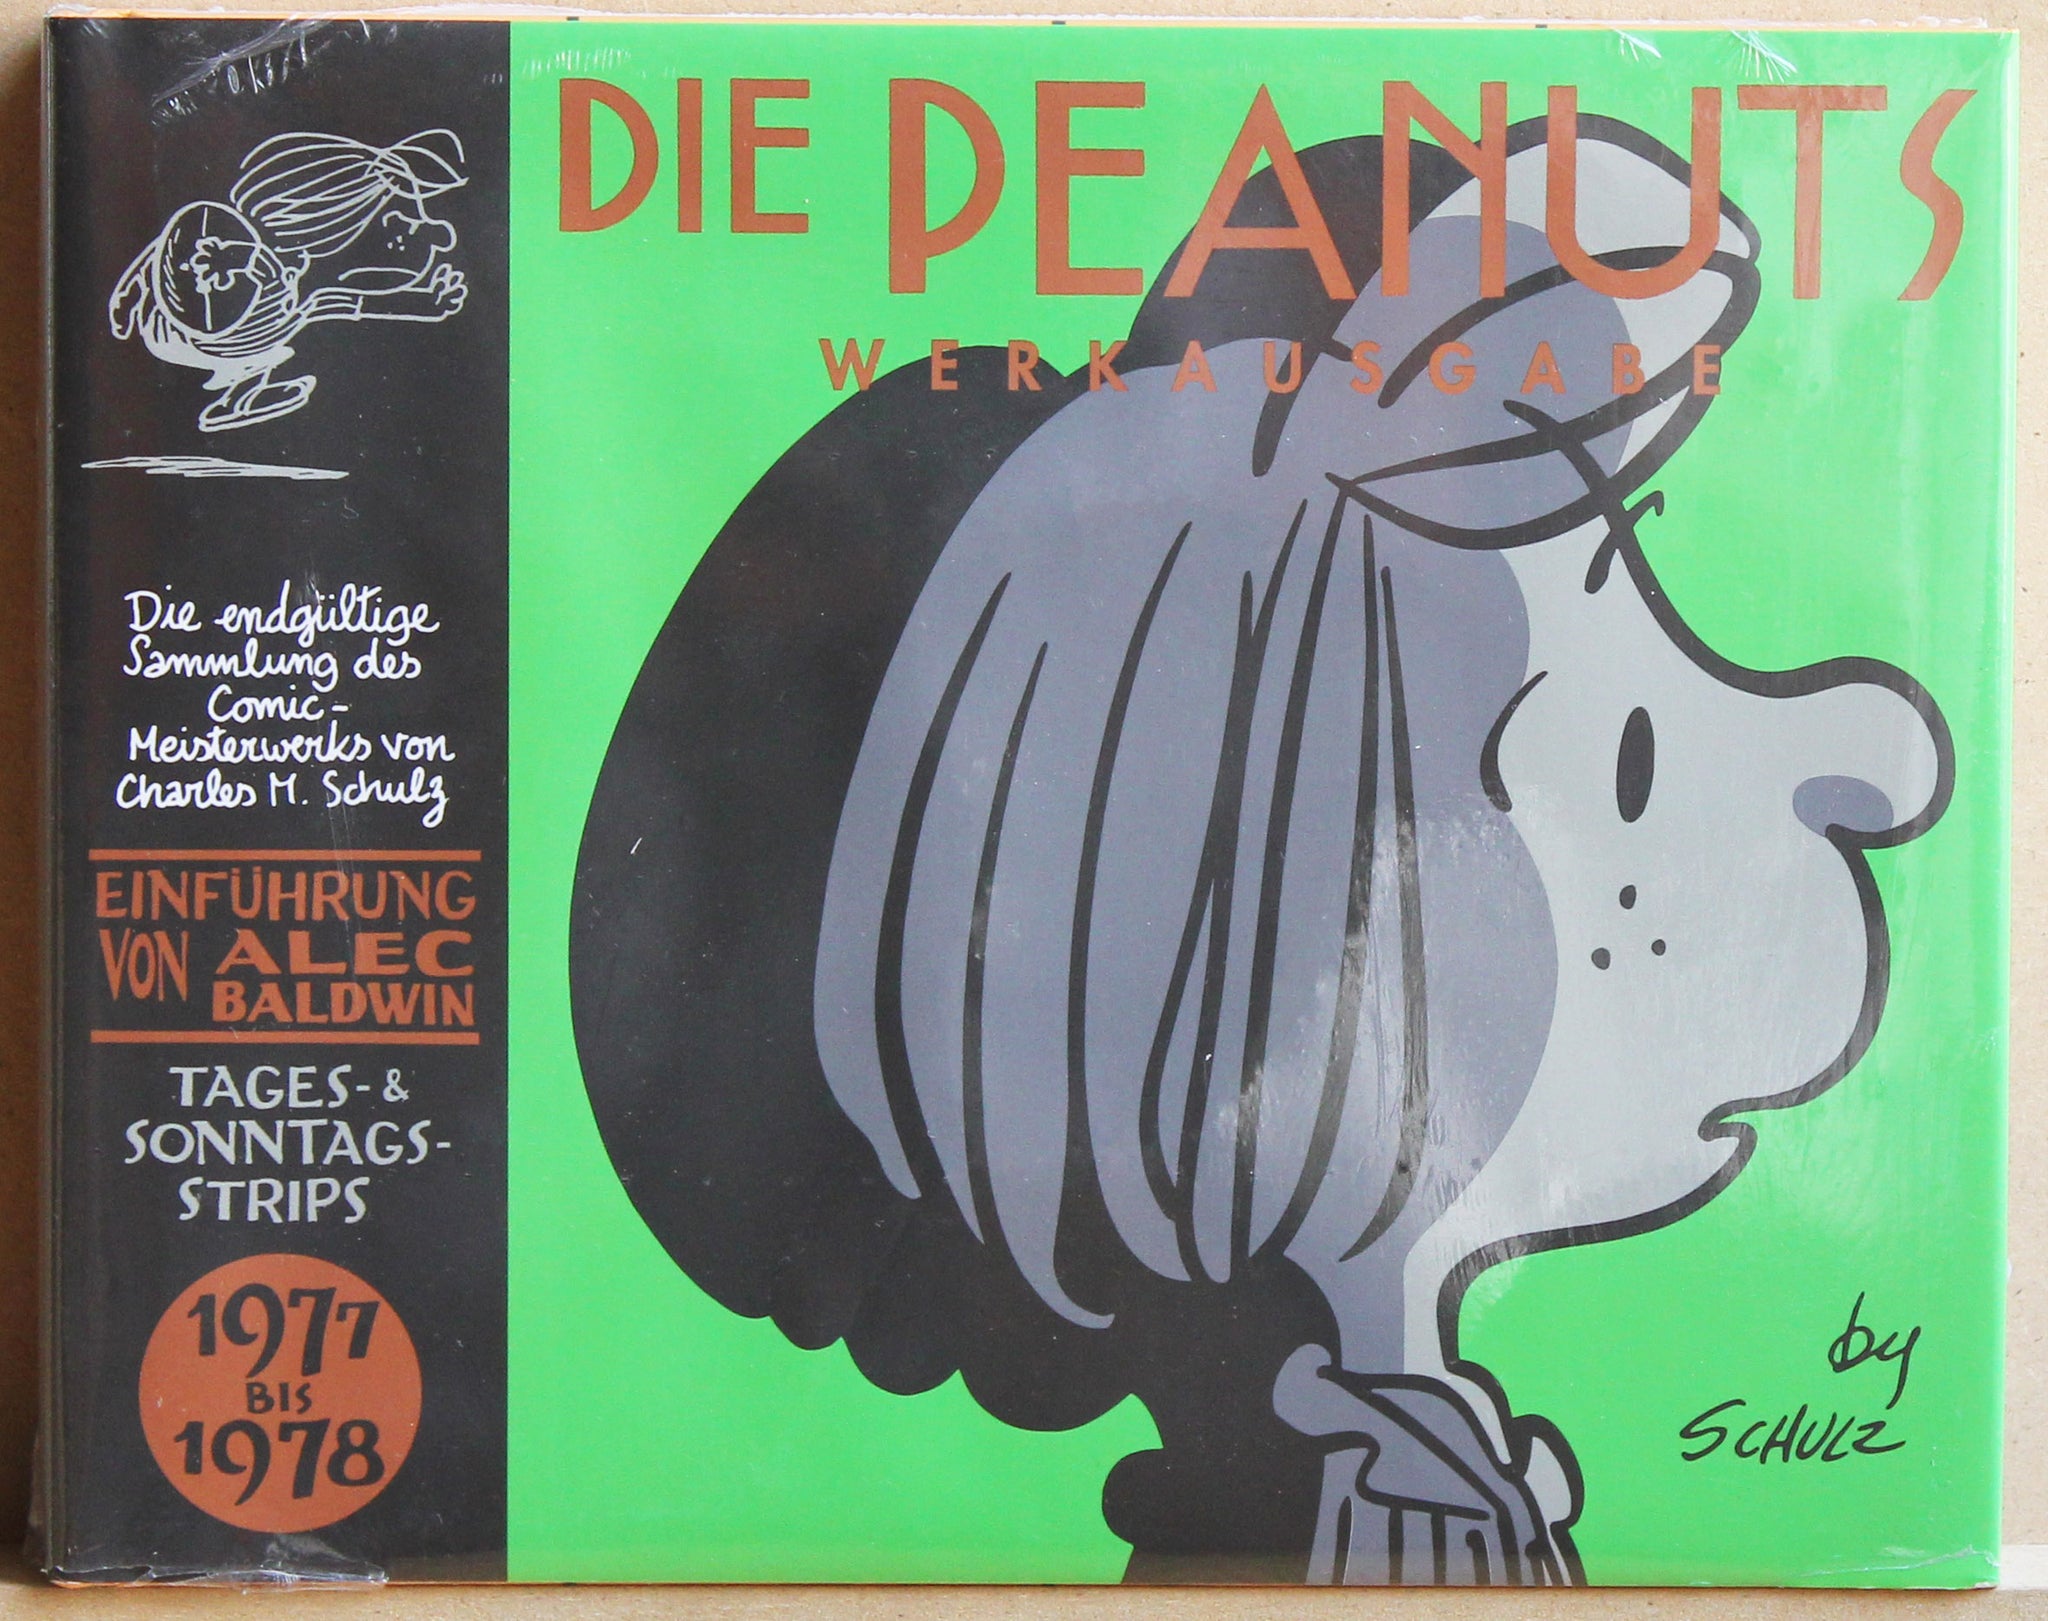 DIE PEANUTS
WERKAUSGABE
Die endgültige
Sammlung des
Comic-
Meisterwerks von
Charles M. Schulz
EINFÜHRUNG
VON ALEC
BALDWIN
TAGES- &
SONNTAGS-
STRIPS
1977
BIS
1978
by
SCHULZ